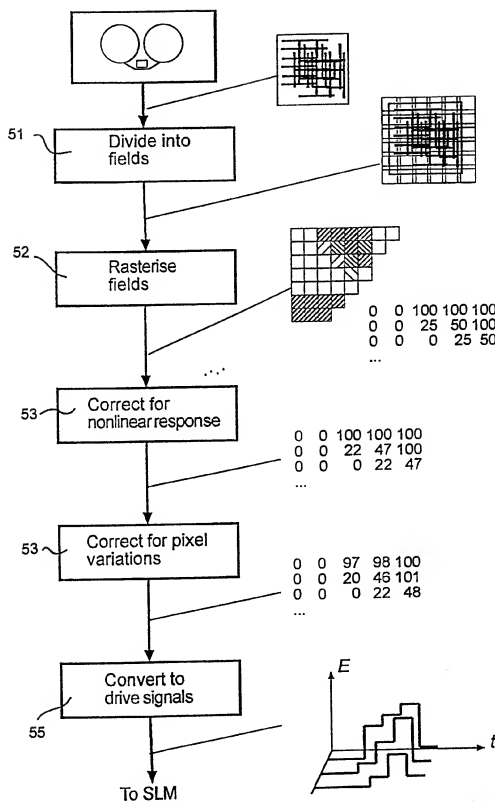 51
Divide into
fields
52
Rasterise
fields
0 0 100 100 100
0 0 25 50 100
0 0 0 25 50
...
....
53
Correct for
nonlinear response
0 0 100 100 100
0 0 22 47 100
0 0 0 22 47
...
53
Correct for pixel
variations
0 0 97 98 100
0 0 20 46 101
0 0 0 22 48
...
Convert to
drive signals
55
E
t
To SLM